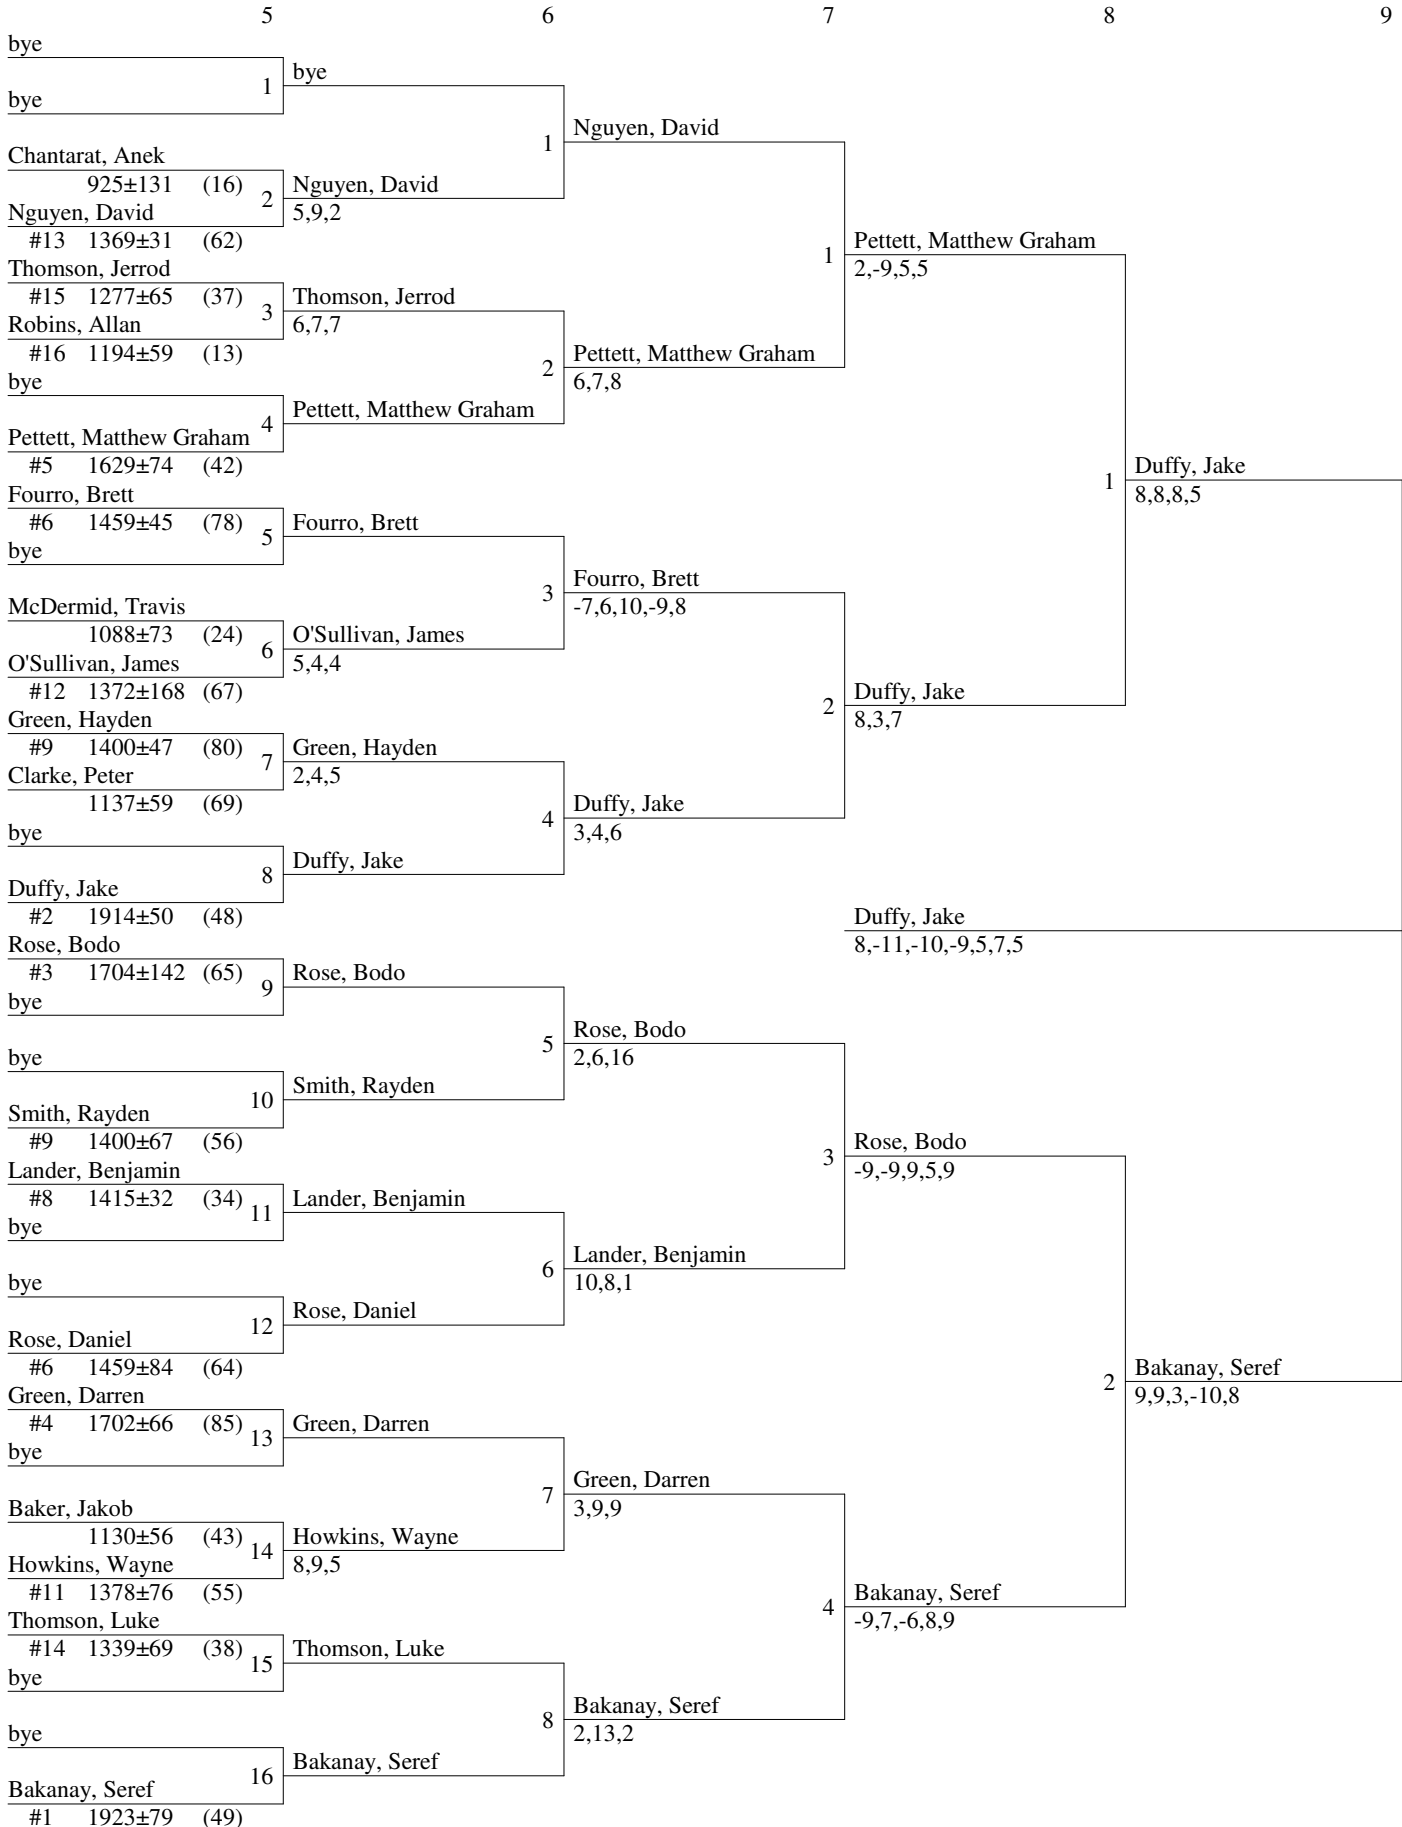 5 6 7 8 9
bye
1 bye
bye
1 Nguyen, David
Chantarat, Anek
925±131 (16)
2 Nguyen, David
5,9,2
Nguyen, David
#13 1369±31 (62)
1 Pettett, Matthew Graham
2,-9,5,5
Thomson, Jerrod
#15 1277±65 (37)
3 Thomson, Jerrod
6,7,7
Robins, Allan
#16 1194±59 (13)
2 Pettett, Matthew Graham
6,7,8
bye
4 Pettett, Matthew Graham
Pettett, Matthew Graham
#5 1629±74 (42)
1 Duffy, Jake
8,8,8,5
Fourro, Brett
#6 1459±45 (78)
5 Fourro, Brett
bye
3 Fourro, Brett
-7,6,10,-9,8
McDermid, Travis
1088±73 (24)
6 O'Sullivan, James
5,4,4
O'Sullivan, James
#12 1372±168 (67)
2 Duffy, Jake
8,3,7
Green, Hayden
#9 1400±47 (80)
7 Green, Hayden
2,4,5
Clarke, Peter
1137±59 (69)
4 Duffy, Jake
3,4,6
bye
8 Duffy, Jake
Duffy, Jake
#2 1914±50 (48)
Duffy, Jake
8,-11,-10,-9,5,7,5
Rose, Bodo
#3 1704±142 (65)
9 Rose, Bodo
bye
5 Rose, Bodo
2,6,16
bye
10 Smith, Rayden
Smith, Rayden
#9 1400±67 (56)
3 Rose, Bodo
-9,-9,9,5,9
Lander, Benjamin
#8 1415±32 (34)
11 Lander, Benjamin
bye
6 Lander, Benjamin
10,8,1
bye
12 Rose, Daniel
Rose, Daniel
#6 1459±84 (64)
2 Bakanay, Seref
9,9,3,-10,8
Green, Darren
#4 1702±66 (85)
13 Green, Darren
bye
7 Green, Darren
3,9,9
Baker, Jakob
1130±56 (43)
14 Howkins, Wayne
8,9,5
Howkins, Wayne
#11 1378±76 (55)
4 Bakanay, Seref
-9,7,-6,8,9
Thomson, Luke
#14 1339±69 (38)
15 Thomson, Luke
bye
8 Bakanay, Seref
2,13,2
bye
16 Bakanay, Seref
Bakanay, Seref
#1 1923±79 (49)